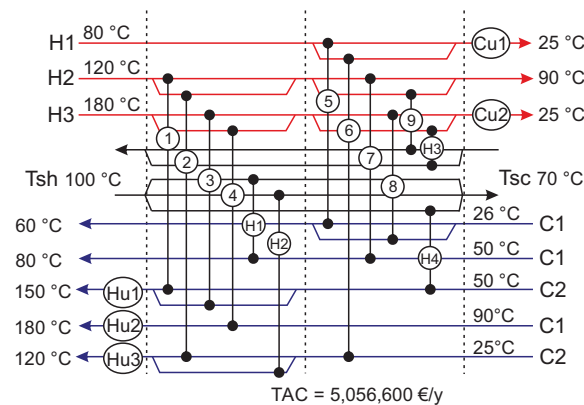 H1 80 °C Cu1 25 °C
H2 120 °C 90 °C
H3 180 °C Cu2 25 °C
5
9
1 6 H3
2 7
3 8
Tsh 100 °C 4 Tsc 70 °C
60 °C H1 26 °C C1
H2
80 °C H4 50 °C C1
150 °C Hu1 50 °C C2
180 °C Hu2 90°C C1
120 °C Hu3 25°C C2
TAC = 5,056,600 €/y